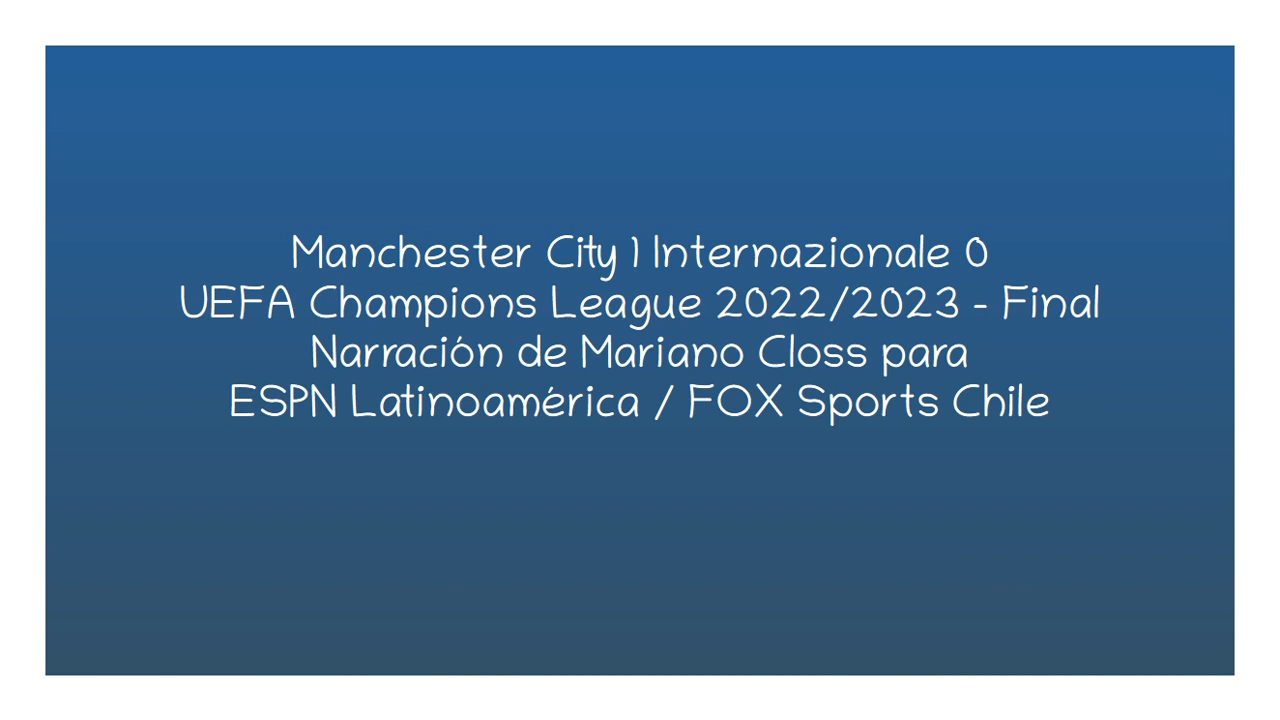 Manchester City 1 Internazionale 0
UEFA Champions League 2022/2023 - Final
Narración de Mariano Closs para
ESPN Latinoamérica / FOX Sports Chile